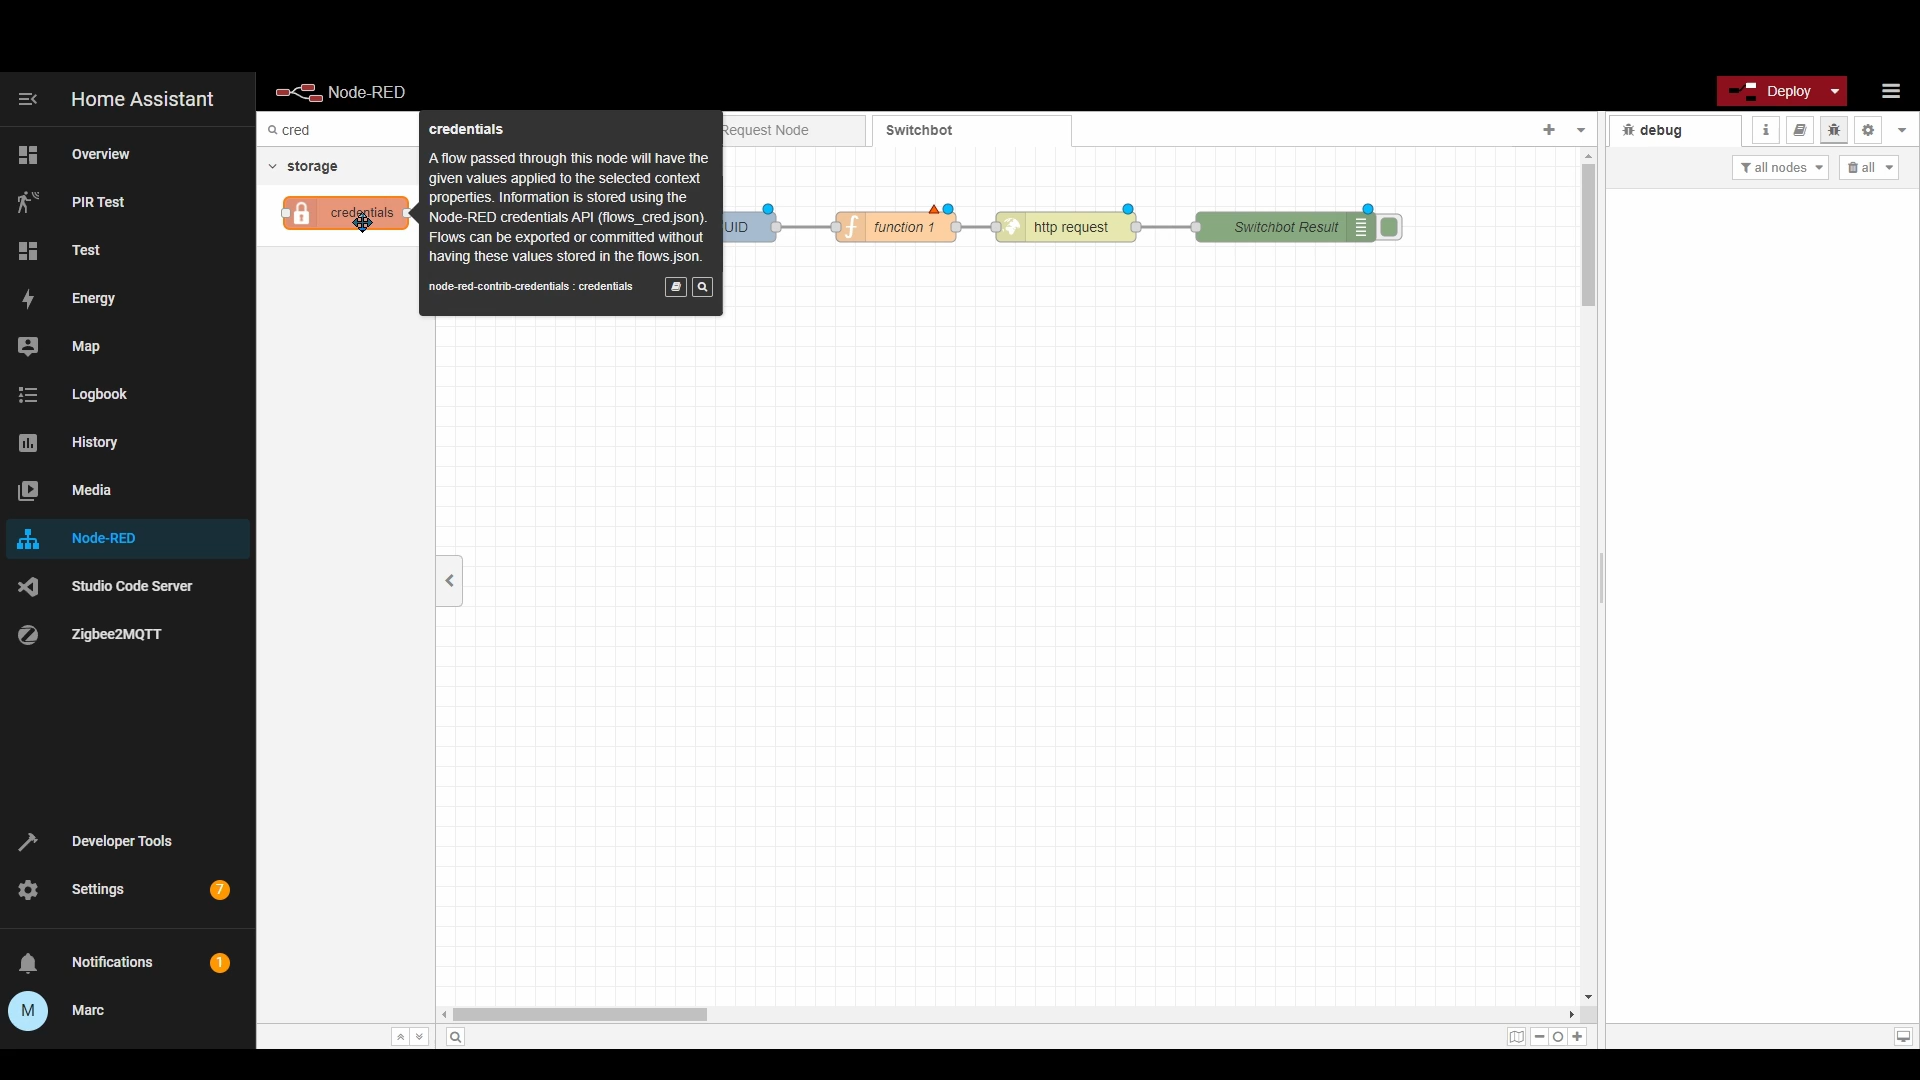 Home Assistant
Overview
PIR Test
Test
Energy
Map
Logbook
History
Media
Node-RED
Studio Code Server
Zigbee2MQTT
Developer Tools
Settings
7
Notifications
1
M
Marc
Node-RED
Deploy
cred
storage
credentials
credentials
A flow passed through this node will have the
given values applied to the selected context
properties. Information is stored using the
Node-RED credentials API (flows_cred.json).
Flows can be exported or committed without
having these values stored in the flows.json.
node-red-contrib-credentials : credentials
Request Node
Switchbot
UID
function 1
http request
Switchbot Result
debug
i
all nodes
all